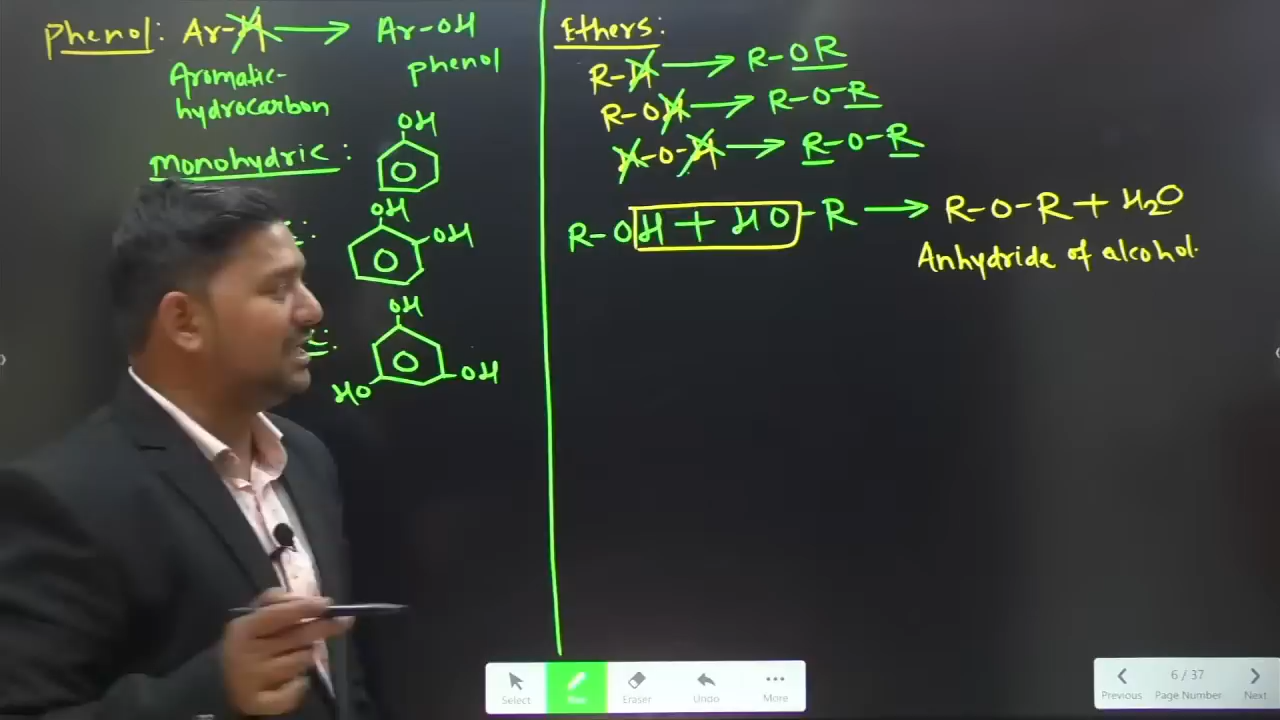 Phenol: Ar-H → Ar-OH
Aromatic-
hydrocarbon
phenol
Monohydric:
OH
OH
OH
OH
HO
OH
Ethers:
R-H → R-OR
R-OH → R-O-R
H-O-H → R-O-R
R-OH + HO-R → R-O-R + H₂O
Anhydride of alcohol.
Select
Eraser
Undo
More
Previous
6 / 37
Page Number
Next